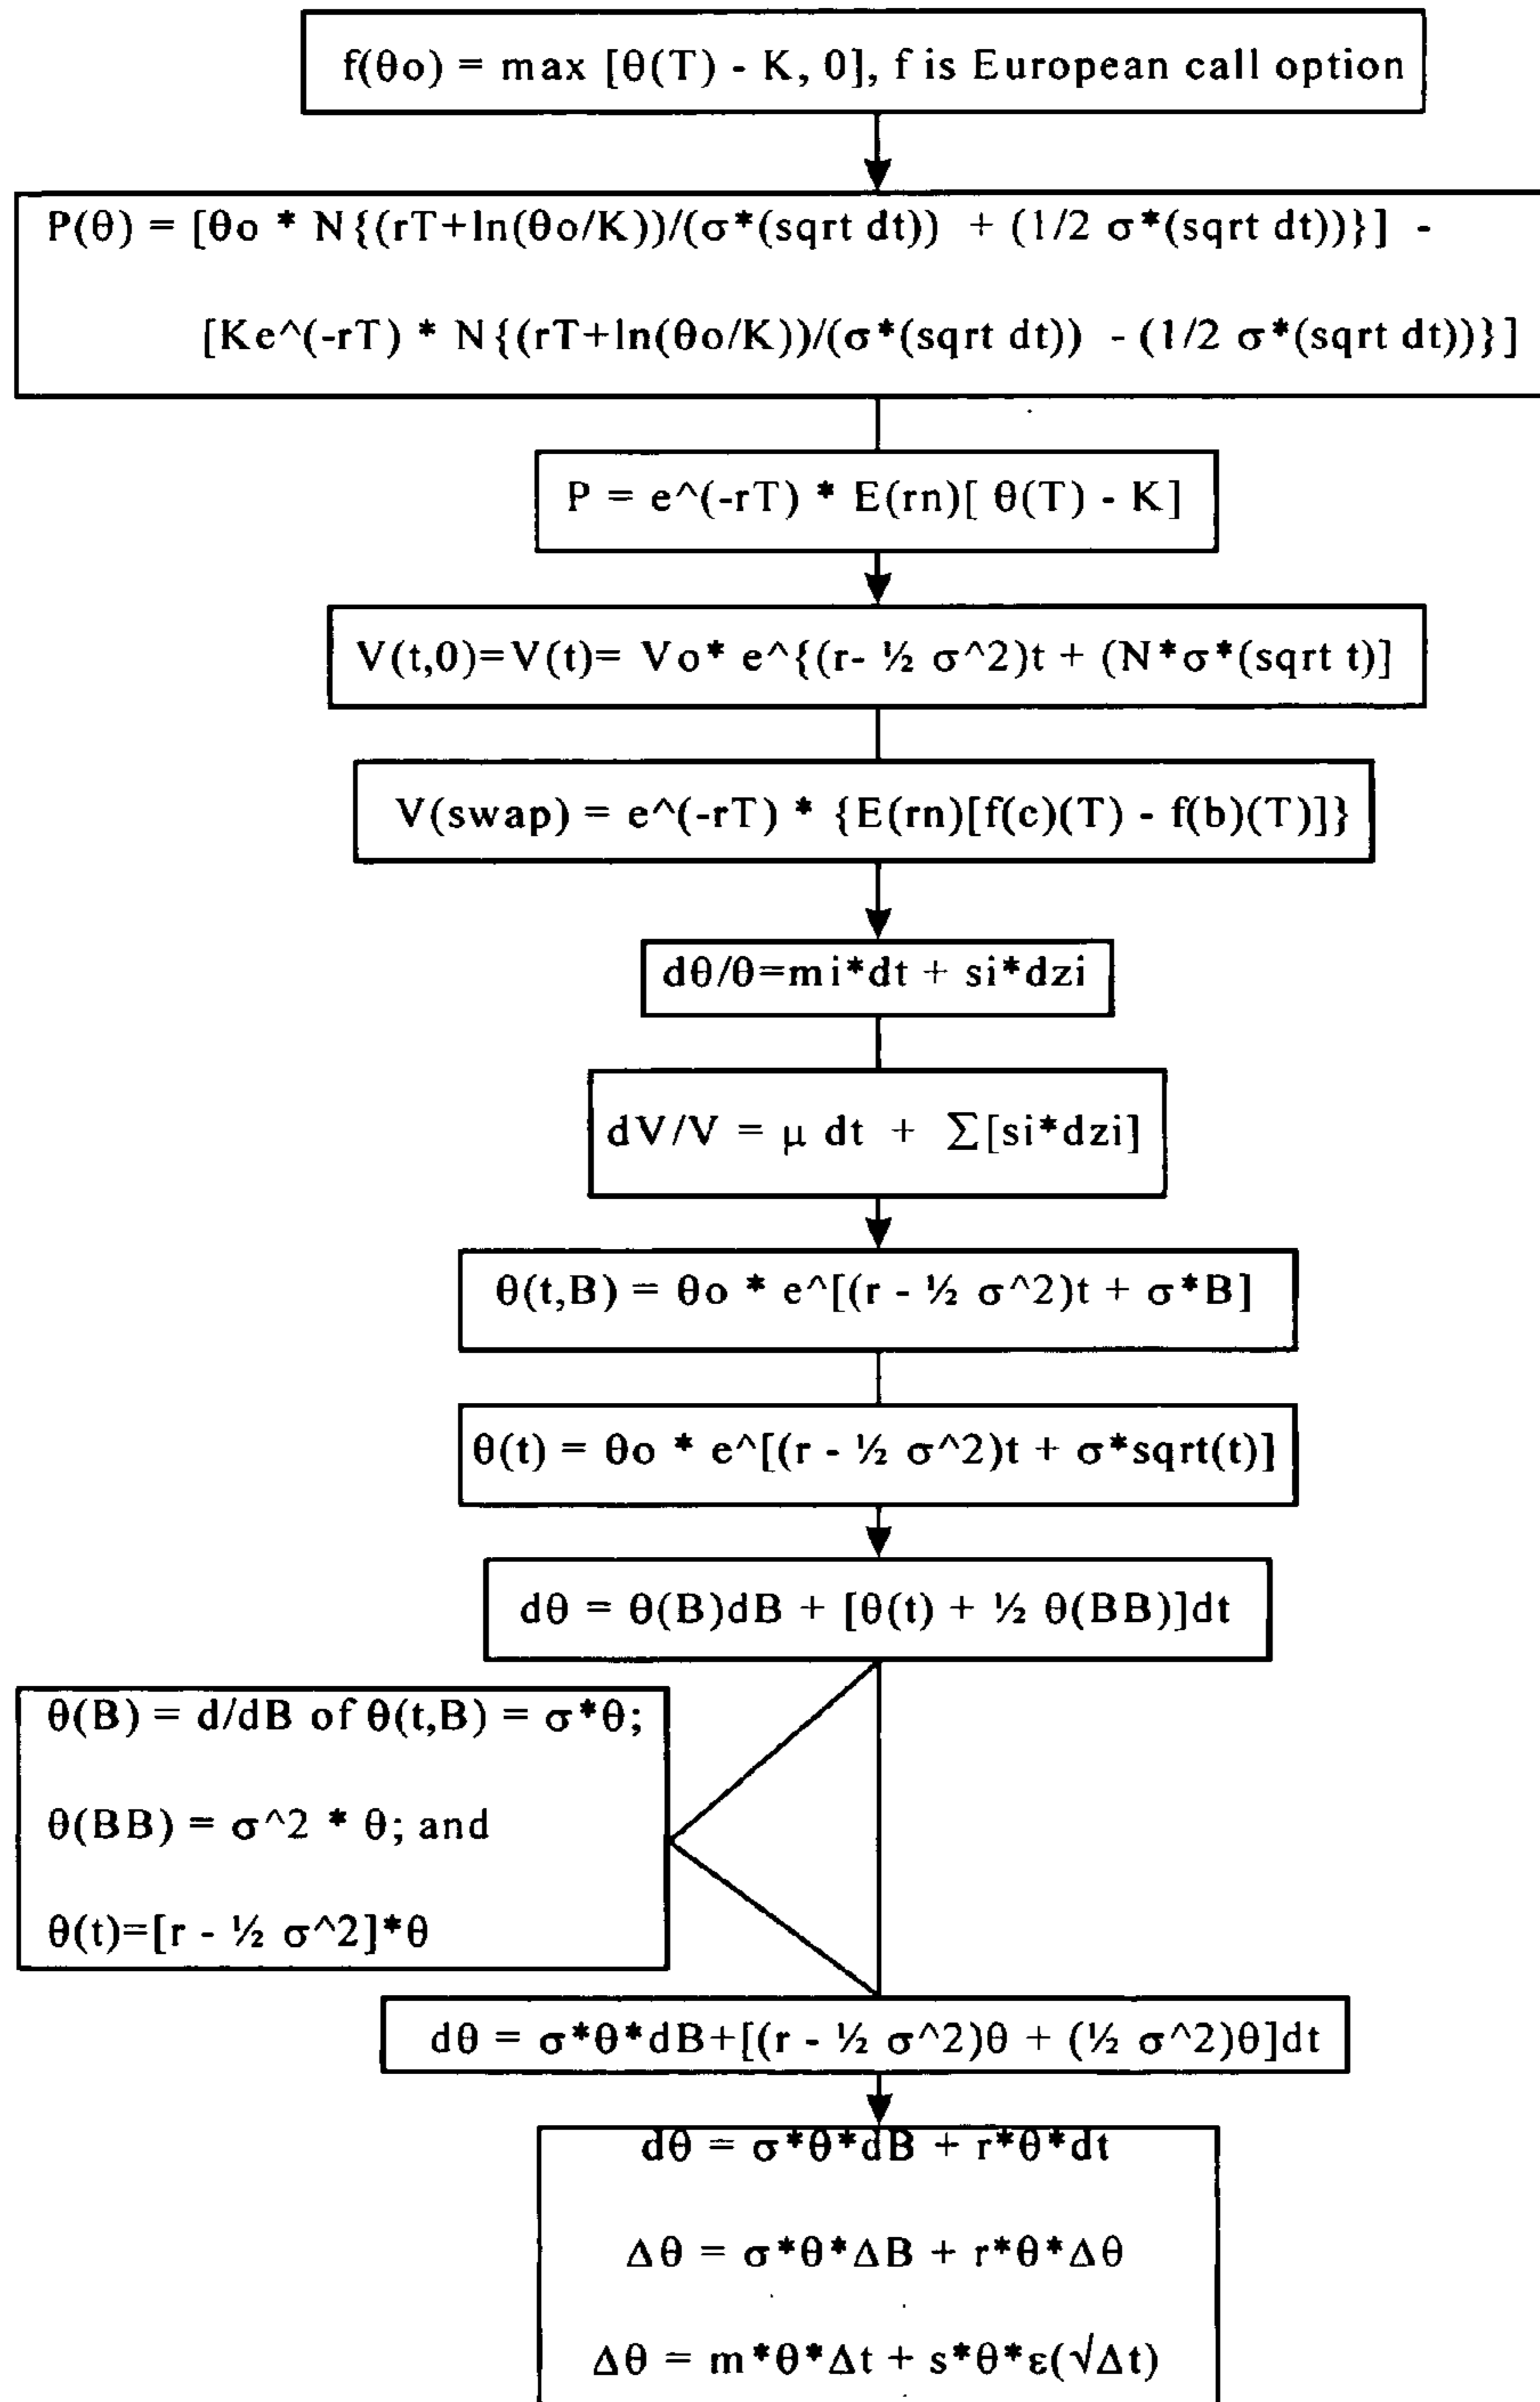 f(θo) = max [θ(T) - K, 0], f is European call option
P(θ) = [θo * N{(rT+ln(θo/K))/(σ*(sqrt dt)) + (1/2 σ*(sqrt dt))}] -
[Ke^(-rT) * N{(rT+ln(θo/K))/(σ*(sqrt dt)) - (1/2 σ*(sqrt dt))}]
P = e^(-rT) * E(rn)[ θ(T) - K]
V(t,0)=V(t)= Vo* e^{(r- ½ σ^2)t + (N*σ*(sqrt t)]
V(swap) = e^(-rT) * {E(rn)[f(c)(T) - f(b)(T)]}
dθ/θ=mi*dt + si*dzi
dV/V = μ dt + Σ[si*dzi]
θ(t,B) = θo * e^[(r - ½ σ^2)t + σ*B]
θ(t) = θo * e^[(r - ½ σ^2)t + σ*sqrt(t)]
dθ = θ(B)dB + [θ(t) + ½ θ(BB)]dt
θ(B) = d/dB of θ(t,B) = σ*θ;
θ(BB) = σ^2 * θ; and
θ(t)=[r - ½ σ^2]*θ
dθ = σ*θ*dB+[(r - ½ σ^2)θ + (½ σ^2)θ]dt
dθ = σ*θ*dB + r*θ*dt
Δθ = σ*θ*ΔB + r*θ*Δθ
Δθ = m*θ*Δt + s*θ*ε(√Δt)